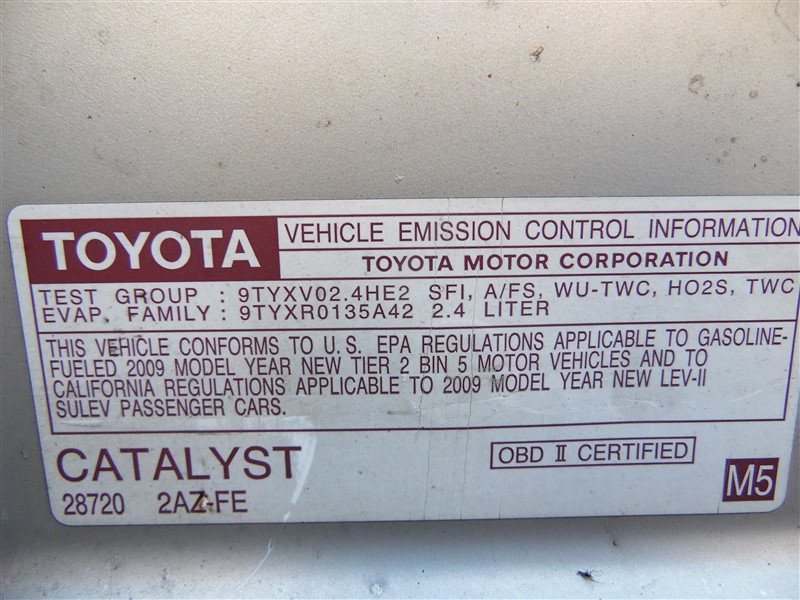 TOYOTA VEHICLE EMISSION CONTROL INFORMATION
TOYOTA MOTOR CORPORATION
TEST GROUP : 9TYXV02.4HE2 SFI, A/FS, WU-TWC, HO2S, TWC
EVAP. FAMILY : 9TYXR0135A42 2.4 LITER
THIS VEHICLE CONFORMS TO U.S. EPA REGULATIONS APPLICABLE TO GASOLINE-
FUELED 2009 MODEL YEAR NEW TIER 2 BIN 5 MOTOR VEHICLES AND TO
CALIFORNIA REGULATIONS APPLICABLE TO 2009 MODEL YEAR NEW LEV-II
SULEV PASSENGER CARS.
CATALYST
OBD II CERTIFIED
28720 2AZ-FE
M5